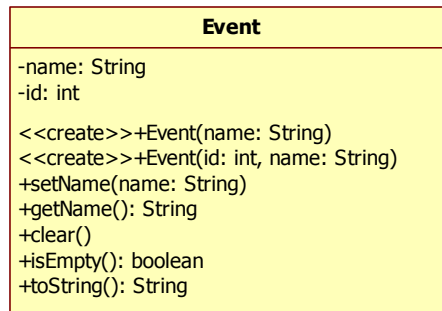 Event
-name: String
-id: int
<<create>>+Event(name: String)
<<create>>+Event(id: int, name: String)
+setName(name: String)
+getName(): String
+clear()
+isEmpty(): boolean
+toString(): String